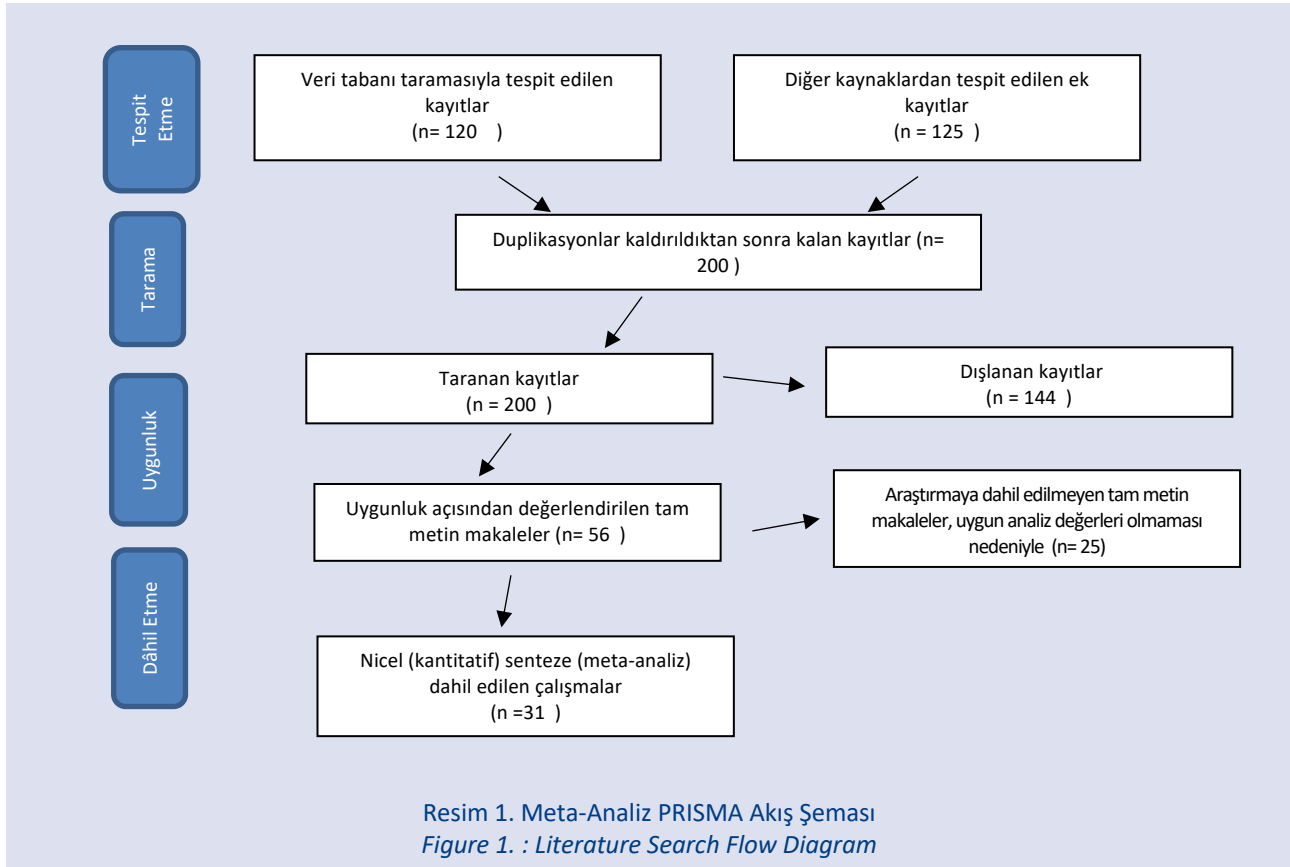 Tespit
Etme
Veri tabanı taramasıyla tespit edilen
kayıtlar
(n= 120 )
Diğer kaynaklardan tespit edilen ek
kayıtlar
(n = 125 )
Tarama
Duplikasyonlar kaldırıldıktan sonra kalan kayıtlar (n=
200 )
Taranan kayıtlar
(n = 200 )
Dışlanan kayıtlar
(n = 144 )
Uygunluk
Uygunluk açısından değerlendirilen tam
metin makaleler (n= 56 )
Araştırmaya dahil edilmeyen tam metin
makaleler, uygun analiz değerleri olmaması
nedeniyle (n= 25)
Dâhil Etme
Nicel (kantitatif) senteze (meta-analiz)
dahil edilen çalışmalar
(n =31 )
Resim 1. Meta-Analiz PRISMA Akış Şeması
Figure 1. : Literature Search Flow Diagram